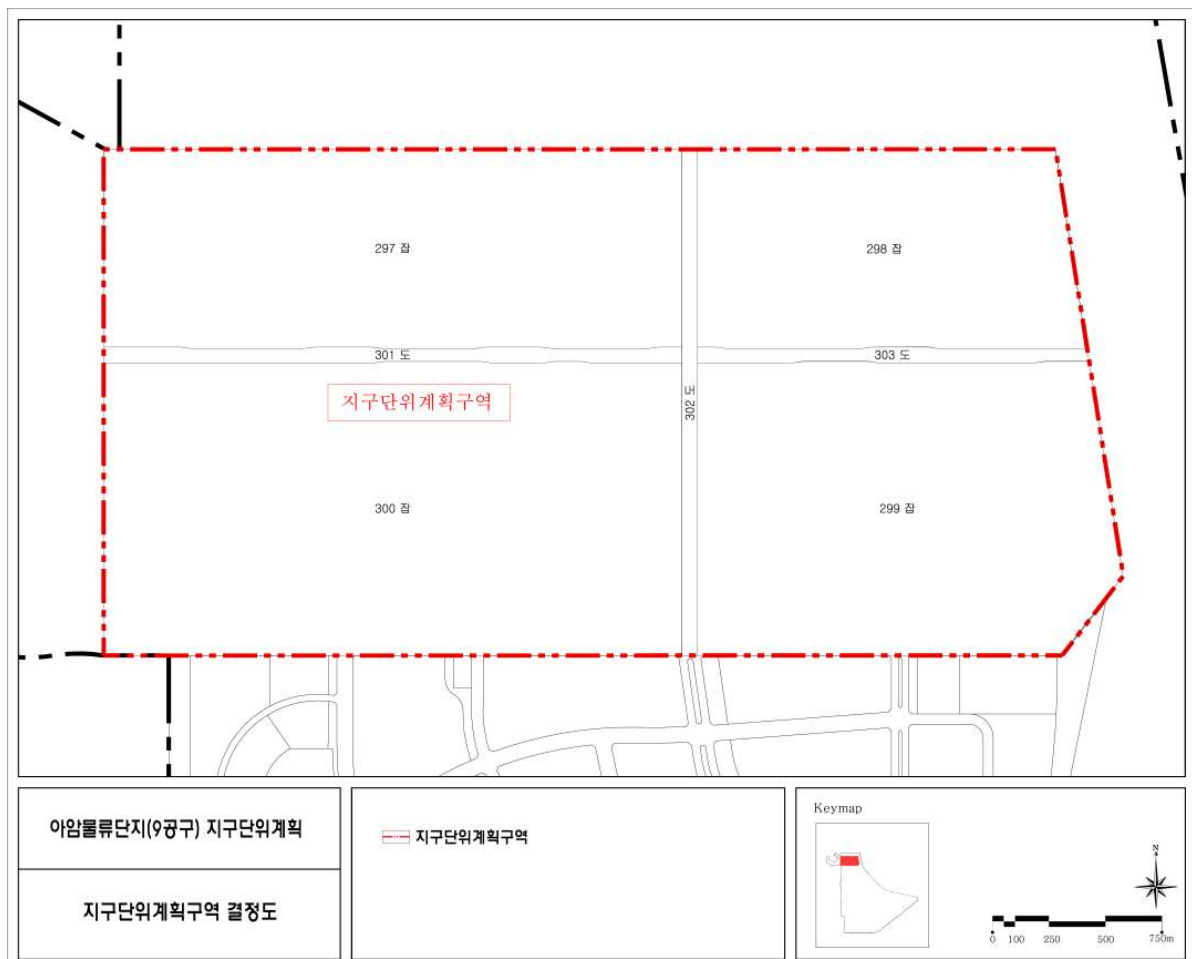 297 잡
298 잡
301 도
303 도
지구단위계획구역
302 도
300 잡
299 잡
아암물류단지(9공구) 지구단위계획
지구단위계획구역 결정도
지구단위계획구역
Keymap
N
0 100 250 500 750m